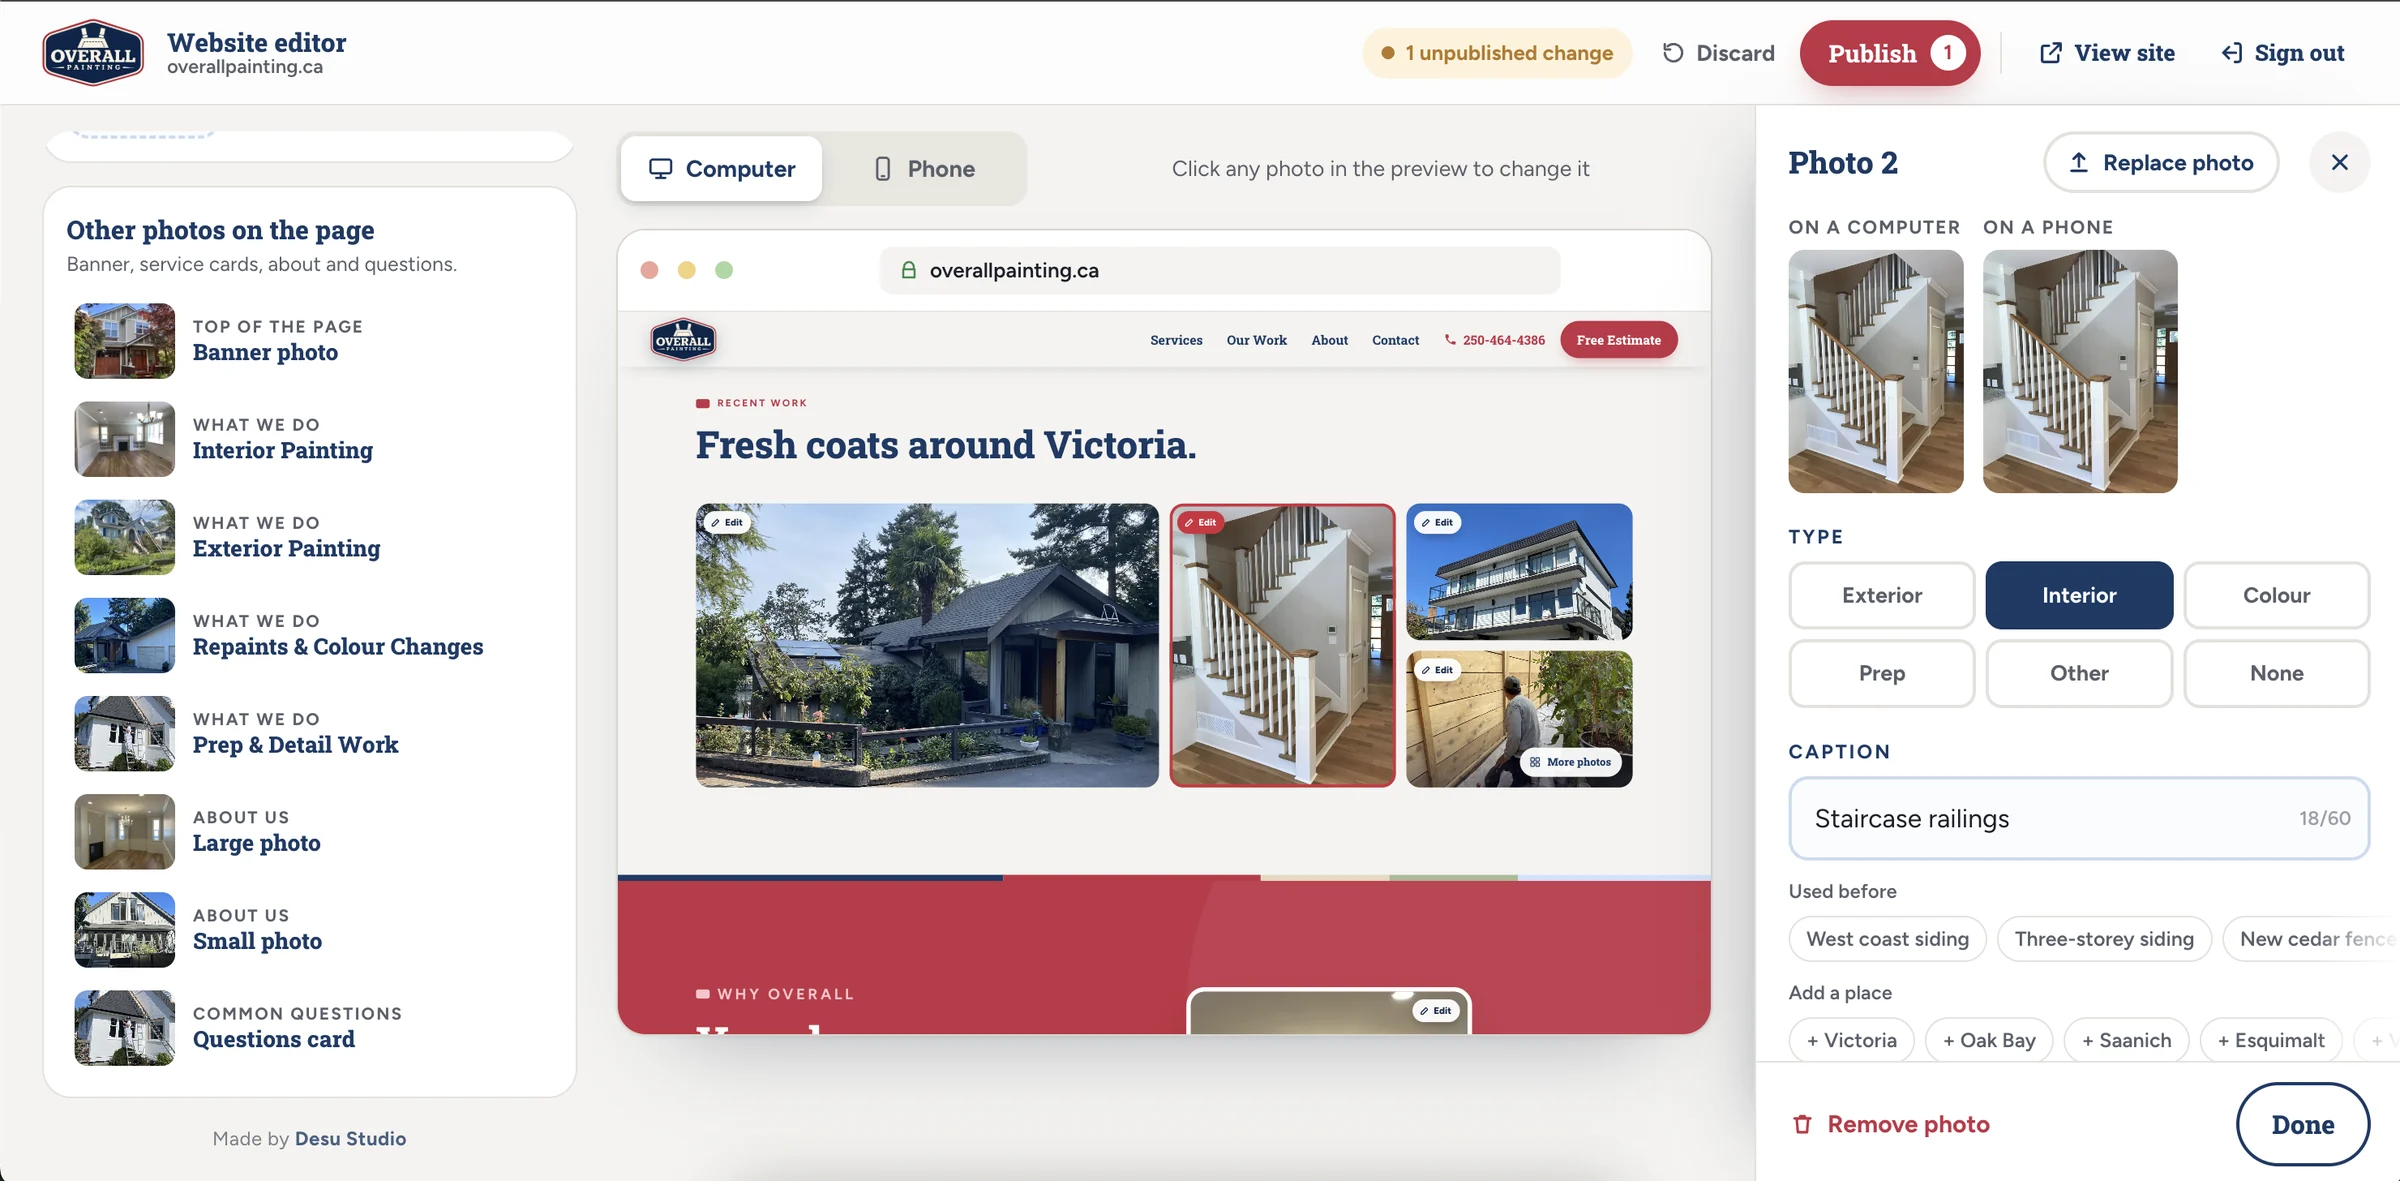 OVERALL
PAINTING
Website editor
overallpainting.ca
1 unpublished change
Discard
Publish 1
View site
Sign out
Other photos on the page
Banner, service cards, about and questions.
TOP OF THE PAGE
Banner photo
WHAT WE DO
Interior Painting
WHAT WE DO
Exterior Painting
WHAT WE DO
Repaints & Colour Changes
WHAT WE DO
Prep & Detail Work
ABOUT US
Large photo
ABOUT US
Small photo
COMMON QUESTIONS
Questions card
Made by Desu Studio
Computer
Phone
Click any photo in the preview to change it
overallpainting.ca
OVERALL
PAINTING
Services
Our Work
About
Contact
250-464-4386
Free Estimate
RECENT WORK
Fresh coats around Victoria.
Edit
Edit
Edit
Edit
More photos
WHY OVERALL
Edit
Photo 2
Replace photo
ON A COMPUTER
ON A PHONE
TYPE
Exterior
Interior
Colour
Prep
Other
None
CAPTION
Staircase railings
18/60
Used before
West coast siding
Three-storey siding
New cedar fence
Add a place
+ Victoria
+ Oak Bay
+ Saanich
+ Esquimalt
+ V
Remove photo
Done